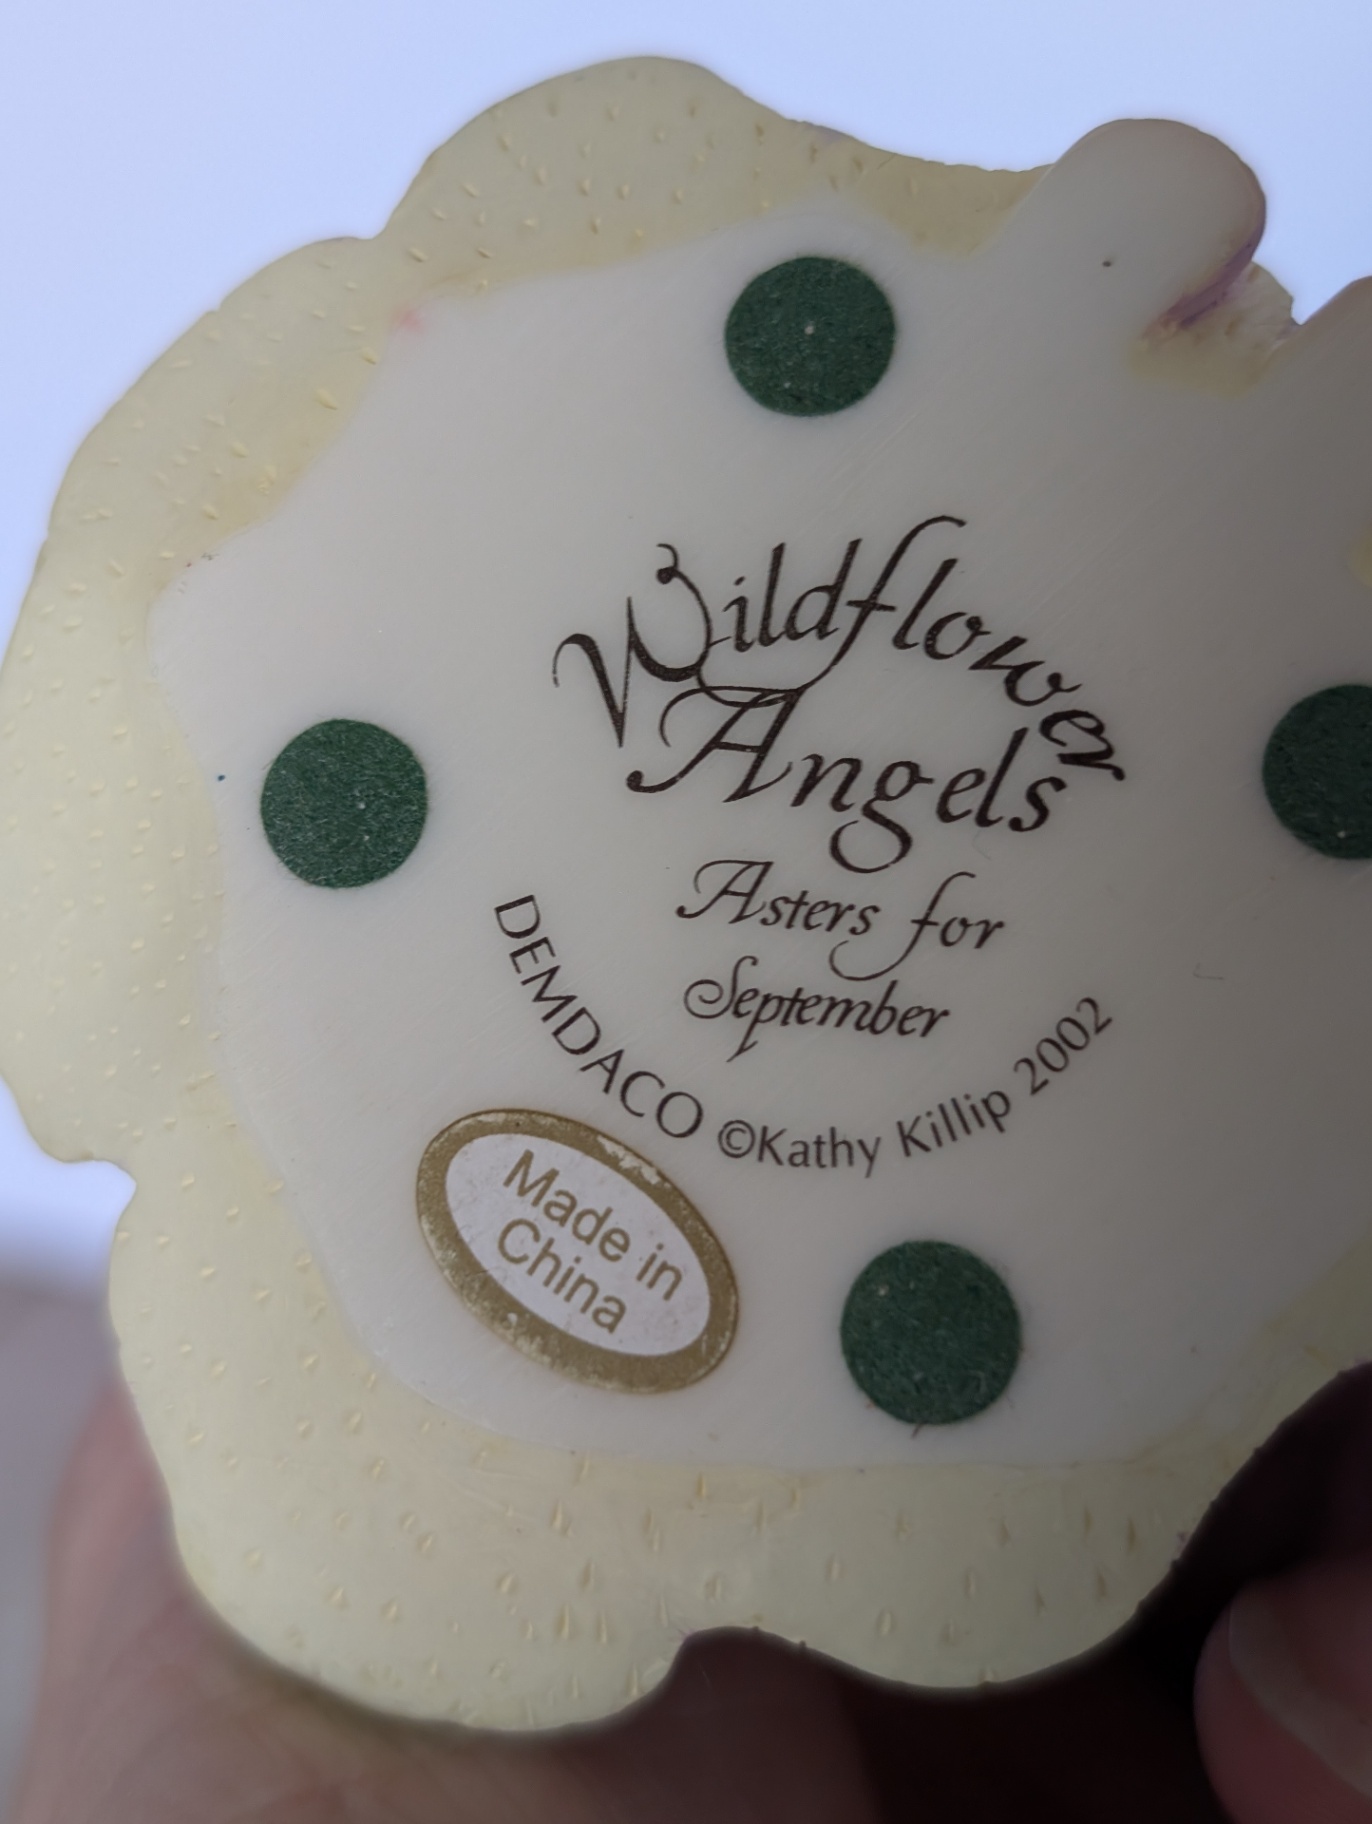 Wildflower
Angels
Asters for
September
DEMDACO ©Kathy Killip 2002
Made in
China